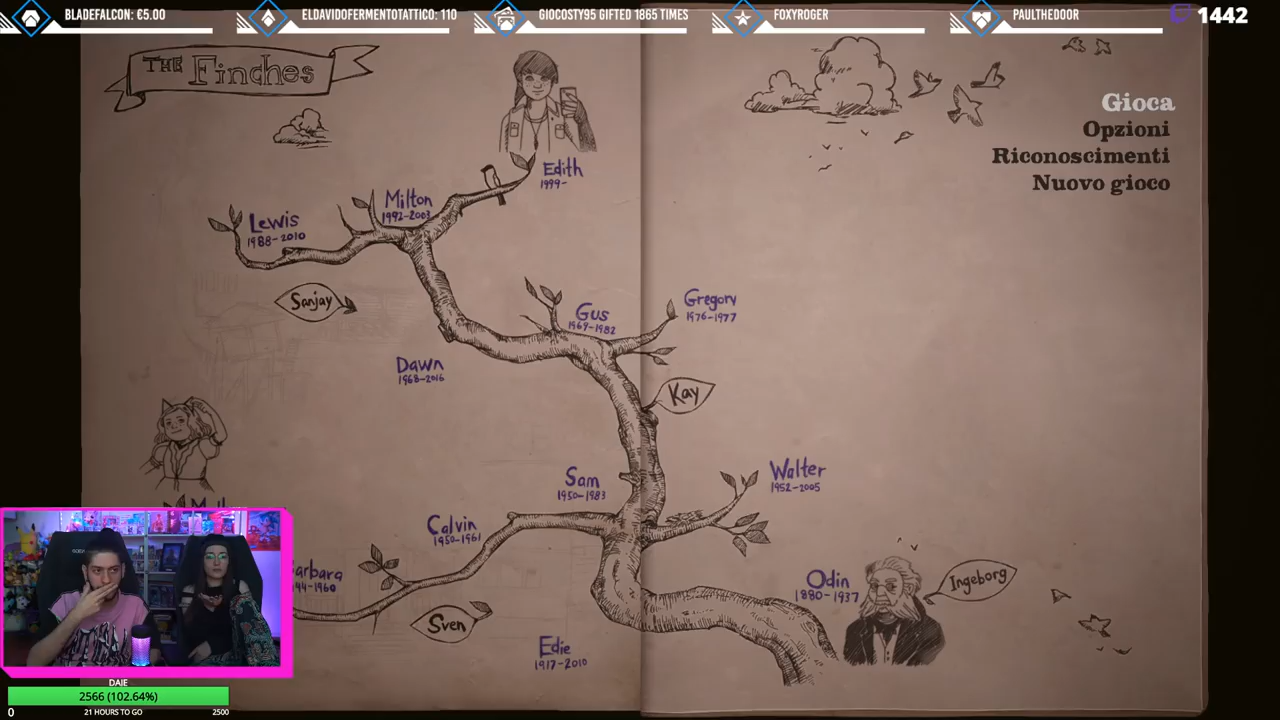 BLADEFALCON: €5.00
ELDAVIDOFERMENTOTATTICO: 110
GIOCOSTY95 GIFTED 1865 TIMES
FOXYROGER
PAULTHEDOOR
1442
THE Finches
Gioca
Opzioni
Riconoscimenti
Nuovo gioco
Edith
1999-
Milton
1992-2003
Lewis
1988-2010
Sanjay
Gus
1969-1982
Gregory
1976-1977
Dawn
1968-2016
Kay
Sam
1950-1983
Walter
1952-2005
Calvin
1950-1961
Odin
1880-1937
Ingeborg
Sven
Edie
1917-2010
DAIE
2566 (102.64%)
0
21 HOURS TO GO
2500